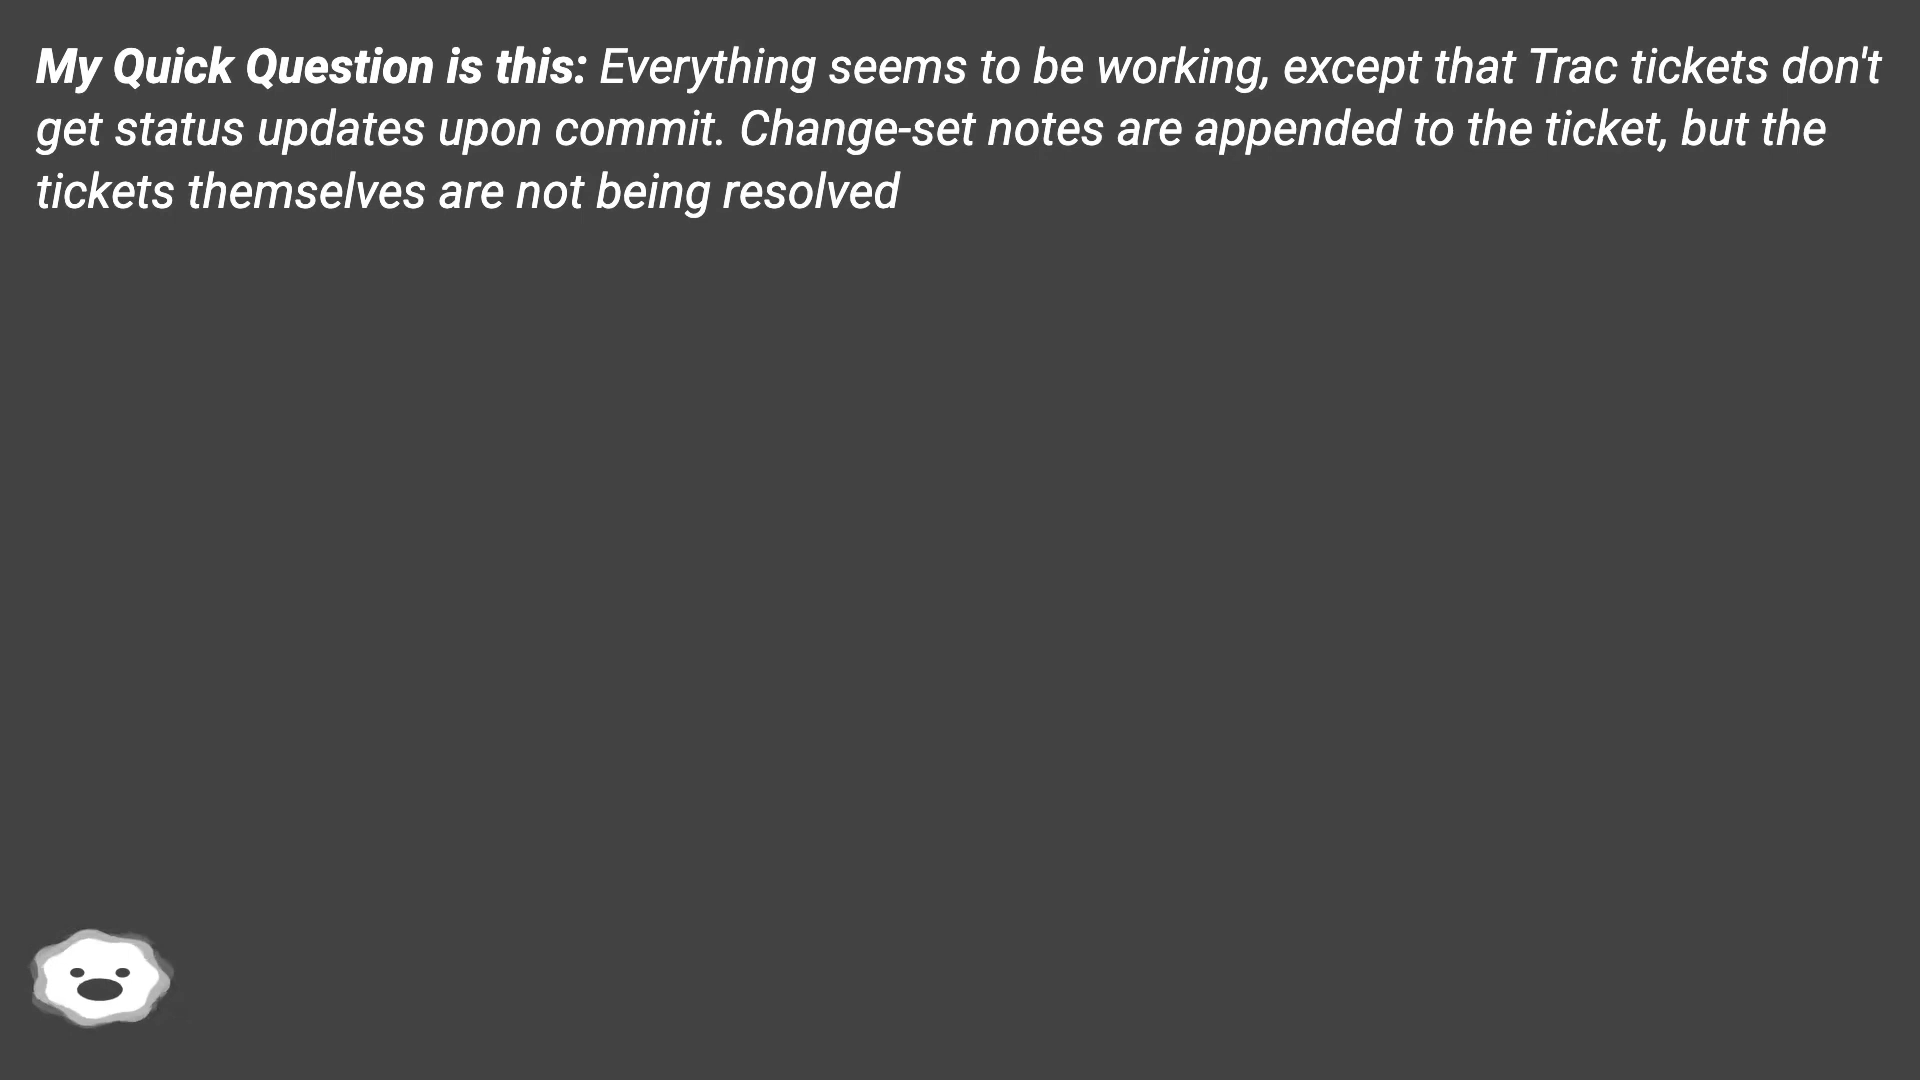 My Quick Question is this: Everything seems to be working, except that Trac tickets don't
get status updates upon commit. Change-set notes are appended to the ticket, but the
tickets themselves are not being resolved